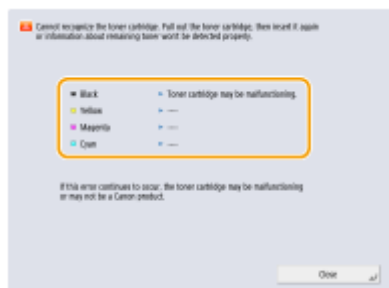 Cannot recognize the toner cartridge. Pull out the toner cartridge, then insert it again
or information about remaining toner won't be detected properly.
Black ► Toner cartridge may be malfunctioning.
Yellow ► ----
Magenta ► ----
Cyan ► ----
If this error continues to occur, the toner cartridge may be malfunctioning
or may not be a Canon product.
Close